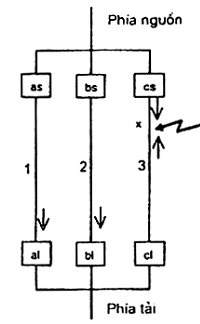 Phía nguồn
as bs cs
x
1 2 3
al bl cl
Phía tải